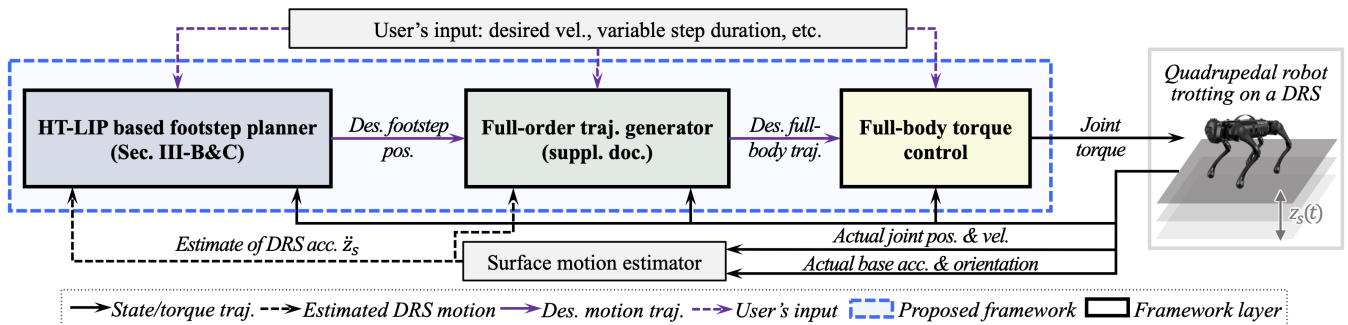 User's input: desired vel., variable step duration, etc.
HT-LIP based footstep planner
(Sec. III-B&C)
Des. footstep
pos.
Full-order traj. generator
(suppl. doc.)
Des. full-
body traj.
Full-body torque
control
Joint
torque
Quadrupedal robot
trotting on a DRS
z_s(t)
Estimate of DRS acc. z̈_s
Surface motion estimator
Actual joint pos. & vel.
Actual base acc. & orientation
State/torque traj.
Estimated DRS motion
Des. motion traj.
User's input
Proposed framework
Framework layer